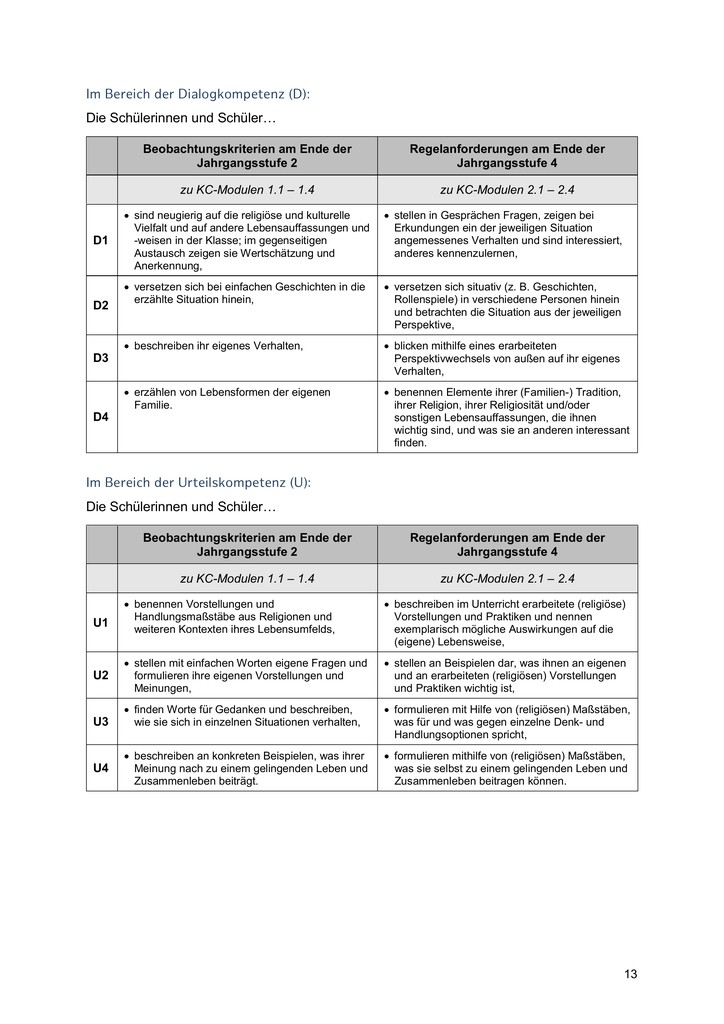 Im Bereich der Dialogkompetenz (D):
Die Schülerinnen und Schüler…
Beobachtungskriterien am Ende der
Jahrgangsstufe 2
Regelanforderungen am Ende der
Jahrgangsstufe 4
zu KC-Modulen 1.1 – 1.4
zu KC-Modulen 2.1 – 2.4
D1
• sind neugierig auf die religiöse und kulturelle
Vielfalt und auf andere Lebensauffassungen und
-weisen in der Klasse; im gegenseitigen
Austausch zeigen sie Wertschätzung und
Anerkennung,
• stellen in Gesprächen Fragen, zeigen bei
Erkundungen ein der jeweiligen Situation
angemessenes Verhalten und sind interessiert,
anderes kennenzulernen,
D2
• versetzen sich bei einfachen Geschichten in die
erzählte Situation hinein,
• versetzen sich situativ (z. B. Geschichten,
Rollenspiele) in verschiedene Personen hinein
und betrachten die Situation aus der jeweiligen
Perspektive,
D3
• beschreiben ihr eigenes Verhalten,
• blicken mithilfe eines erarbeiteten
Perspektivwechsels von außen auf ihr eigenes
Verhalten,
D4
• erzählen von Lebensformen der eigenen
Familie.
• benennen Elemente ihrer (Familien-) Tradition,
ihrer Religion, ihrer Religiosität und/oder
sonstigen Lebensauffassungen, die ihnen
wichtig sind, und was sie an anderen interessant
finden.
Im Bereich der Urteilskompetenz (U):
Die Schülerinnen und Schüler…
Beobachtungskriterien am Ende der
Jahrgangsstufe 2
Regelanforderungen am Ende der
Jahrgangsstufe 4
zu KC-Modulen 1.1 – 1.4
zu KC-Modulen 2.1 – 2.4
U1
• benennen Vorstellungen und
Handlungsmaßstäbe aus Religionen und
weiteren Kontexten ihres Lebensumfelds,
• beschreiben im Unterricht erarbeitete (religiöse)
Vorstellungen und Praktiken und nennen
exemplarisch mögliche Auswirkungen auf die
(eigene) Lebensweise,
U2
• stellen mit einfachen Worten eigene Fragen und
formulieren ihre eigenen Vorstellungen und
Meinungen,
• stellen an Beispielen dar, was ihnen an eigenen
und an erarbeiteten (religiösen) Vorstellungen
und Praktiken wichtig ist,
U3
• finden Worte für Gedanken und beschreiben,
wie sie sich in einzelnen Situationen verhalten,
• formulieren mit Hilfe von (religiösen) Maßstäben,
was für und was gegen einzelne Denk- und
Handlungsoptionen spricht,
U4
• beschreiben an konkreten Beispielen, was ihrer
Meinung nach zu einem gelingenden Leben und
Zusammenleben beiträgt.
• formulieren mithilfe von (religiösen) Maßstäben,
was sie selbst zu einem gelingenden Leben und
Zusammenleben beitragen können.
13